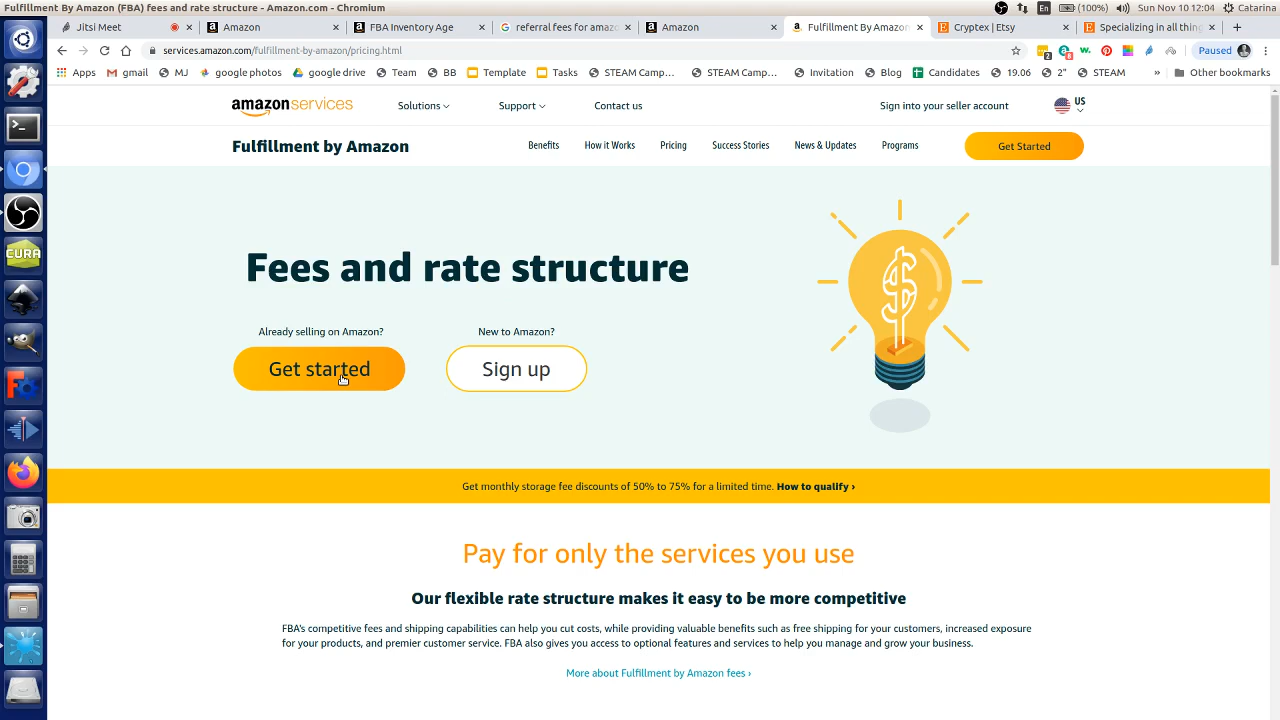 Fulfillment By Amazon (FBA) fees and rate structure - Amazon.com - Chromium
En (100%) Sun Nov 10 12:04 Catarina
Jitsi Meet Amazon FBA Inventory Age referral fees for amaz Amazon Fulfillment By Amazon Cryptex | Etsy Specializing in all thing
services.amazon.com/fulfillment-by-amazon/pricing.html Paused
Apps gmail MJ google photos google drive Team BB Template Tasks STEAM Camp... STEAM Camp... Invitation Blog Candidates 19.06 2" STEAM » Other bookmarks
amazonservices Solutions Support Contact us Sign into your seller account US
Fulfillment by Amazon Benefits How it Works Pricing Success Stories News & Updates Programs Get Started
Fees and rate structure
Already selling on Amazon? New to Amazon?
Get started Sign up
Get monthly storage fee discounts of 50% to 75% for a limited time. How to qualify ›
Pay for only the services you use
Our flexible rate structure makes it easy to be more competitive
FBA's competitive fees and shipping capabilities can help you cut costs, while providing valuable benefits such as free shipping for your customers, increased exposure
for your products, and premier customer service. FBA also gives you access to optional features and services to help you manage and grow your business.
More about Fulfillment by Amazon fees ›
CURA